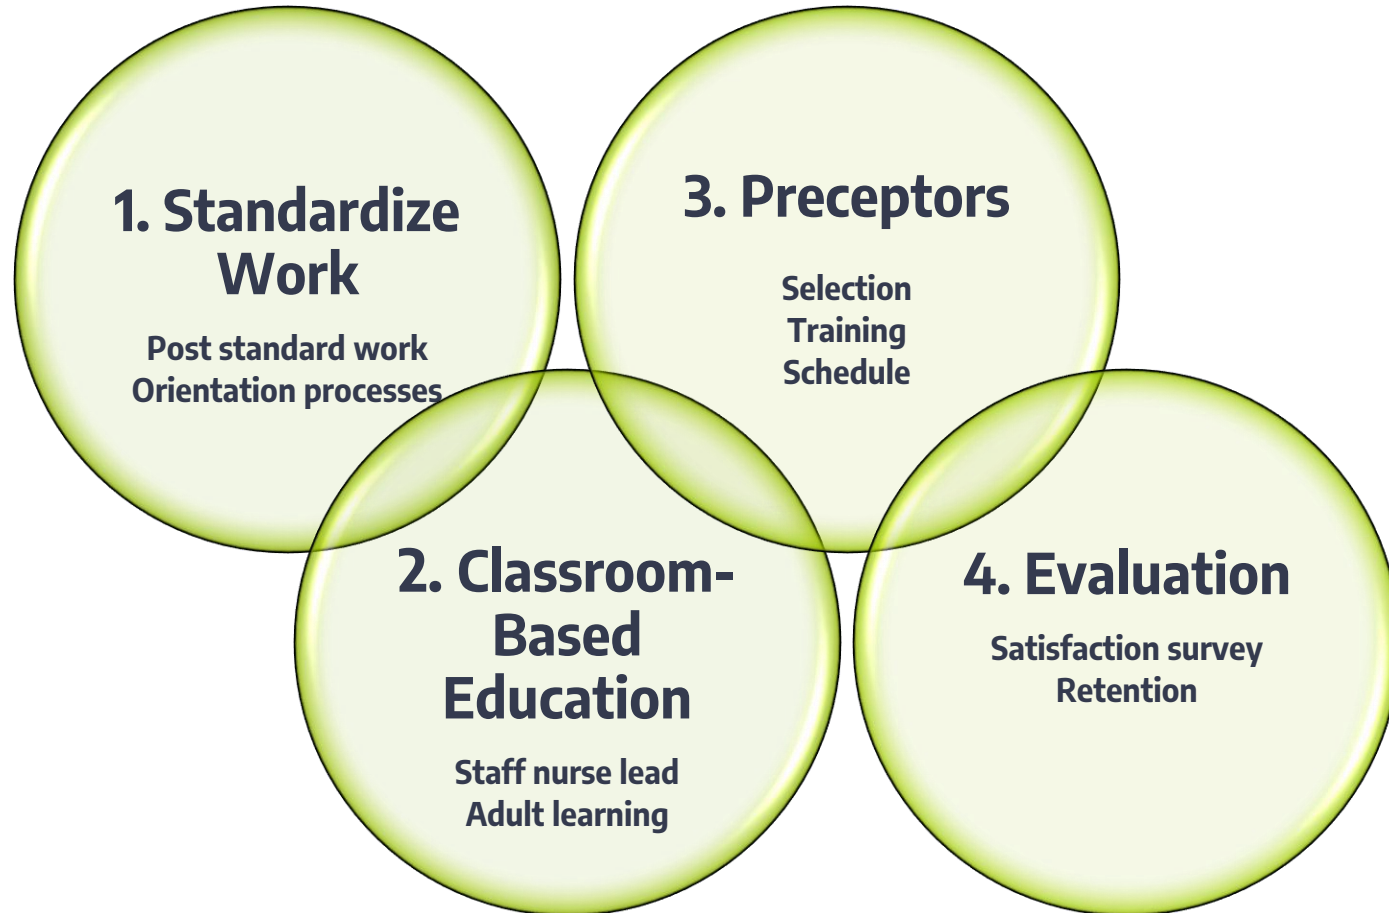 1. Standardize
Work
Post standard work
Orientation processes
2. Classroom-
Based
Education
Staff nurse lead
Adult learning
3. Preceptors
Selection
Training
Schedule
4. Evaluation
Satisfaction survey
Retention